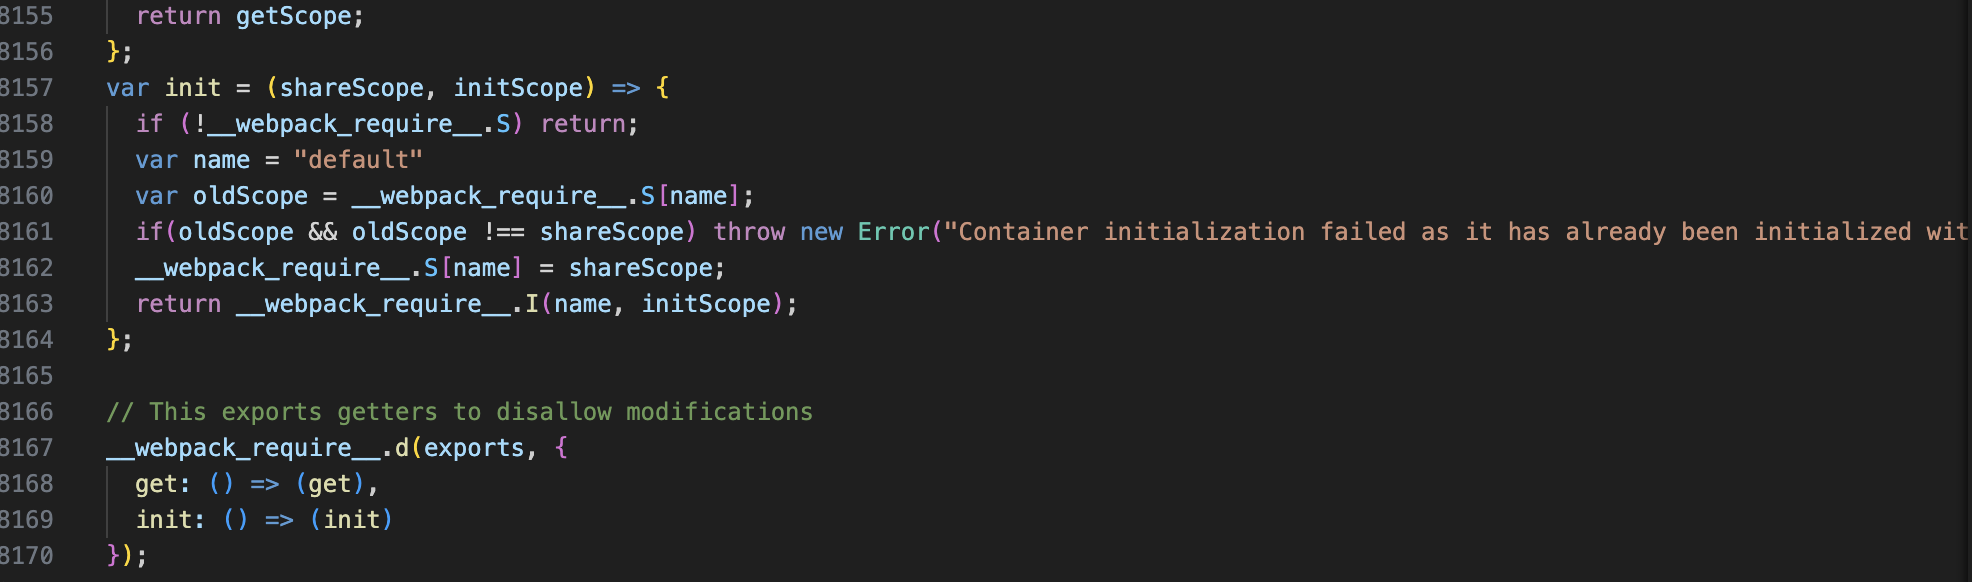 8155 return getScope;
8156 };
8157 var init = (shareScope, initScope) => {
8158 if (!__webpack_require__.S) return;
8159 var name = "default"
8160 var oldScope = __webpack_require__.S[name];
8161 if(oldScope && oldScope !== shareScope) throw new Error("Container initialization failed as it has already been initialized wit
8162 __webpack_require__.S[name] = shareScope;
8163 return __webpack_require__.I(name, initScope);
8164 };
8165
8166 // This exports getters to disallow modifications
8167 __webpack_require__.d(exports, {
8168 get: () => (get),
8169 init: () => (init)
8170 });